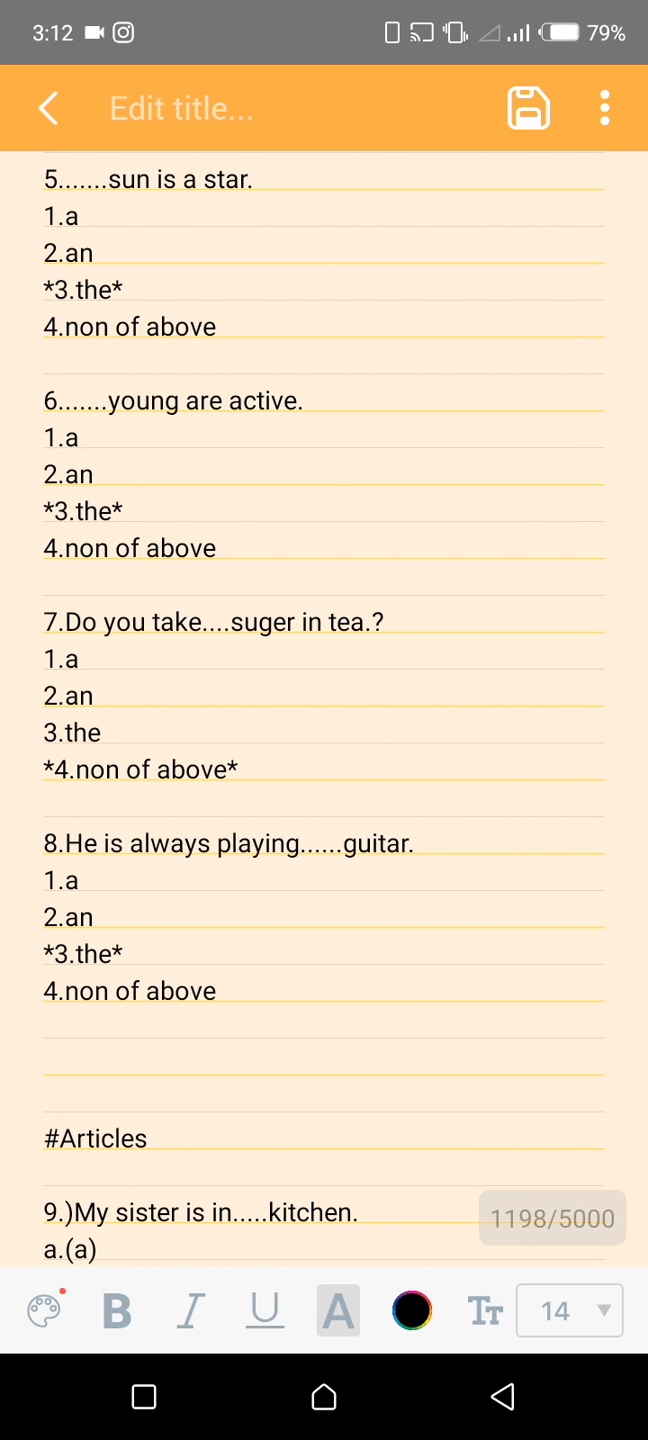 3:12
79%
Edit title...
5.......sun is a star.
1.a
2.an
*3.the*
4.non of above
6.......young are active.
1.a
2.an
*3.the*
4.non of above
7.Do you take....suger in tea.?
1.a
2.an
3.the
*4.non of above*
8.He is always playing......guitar.
1.a
2.an
*3.the*
4.non of above
#Articles
9.)My sister is in.....kitchen.
1198/5000
a.(a)
B I U A Tт 14